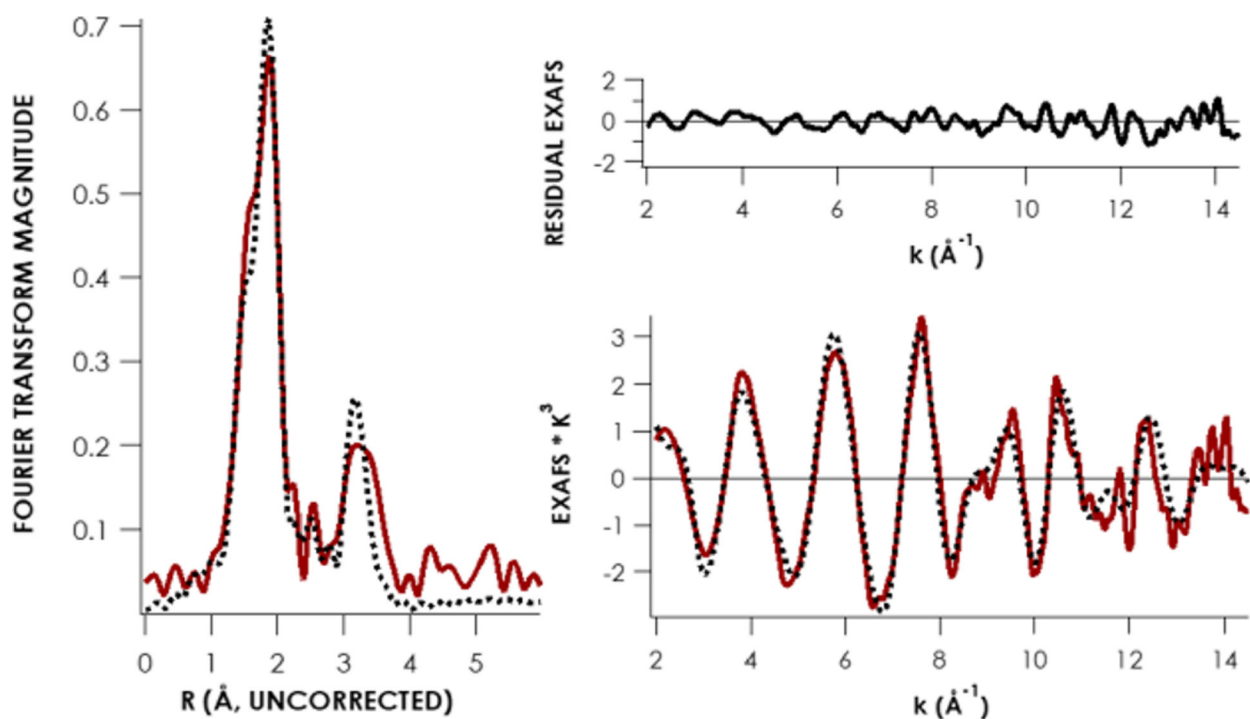 FOURIER TRANSFORM MAGNITUDE
0.7
0.6
0.5
0.4
0.3
0.2
0.1
0 1 2 3 4 5
R (Å, UNCORRECTED)
RESIDUAL EXAFS
2
0
-2
2 4 6 8 10 12 14
k (Å⁻¹)
EXAFS * K³
3
2
1
0
-1
-2
2 4 6 8 10 12 14
k (Å⁻¹)